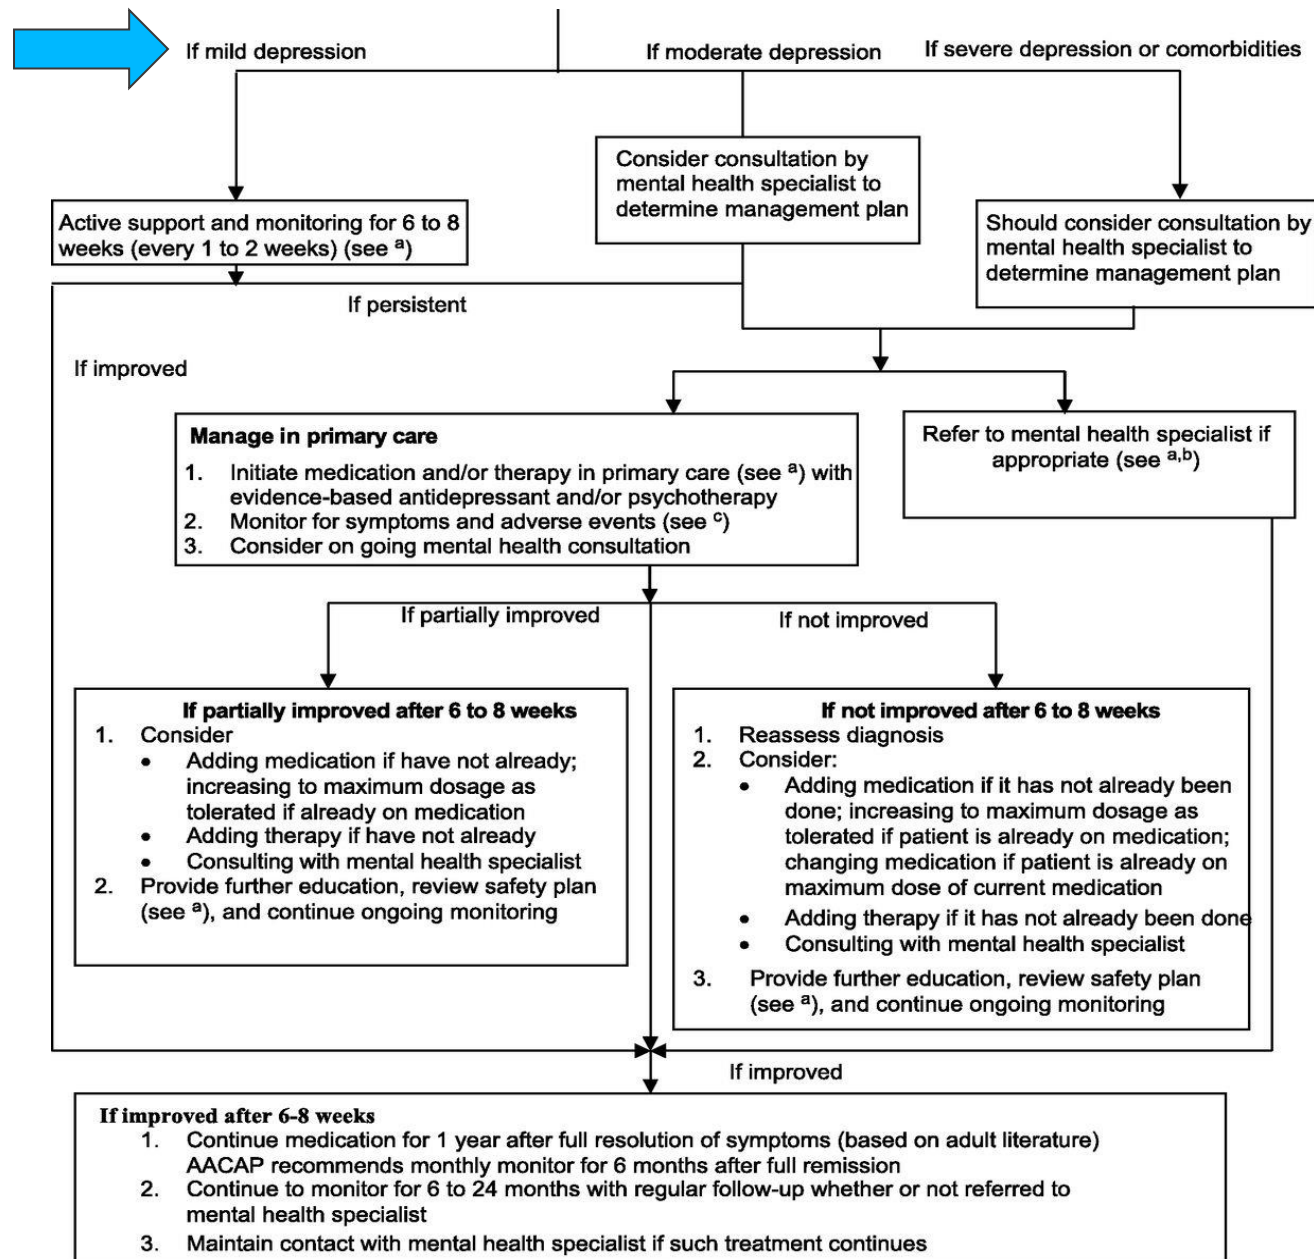 If mild depression
If moderate depression
If severe depression or comorbidities
Active support and monitoring for 6 to 8
weeks (every 1 to 2 weeks) (see a)
Consider consultation by
mental health specialist to
determine management plan
Should consider consultation by
mental health specialist to
determine management plan
If persistent
If improved
Manage in primary care
1. Initiate medication and/or therapy in primary care (see a) with
evidence-based antidepressant and/or psychotherapy
2. Monitor for symptoms and adverse events (see c)
3. Consider on going mental health consultation
Refer to mental health specialist if
appropriate (see a,b)
If partially improved
If not improved
If partially improved after 6 to 8 weeks
1. Consider
• Adding medication if have not already;
increasing to maximum dosage as
tolerated if already on medication
• Adding therapy if have not already
• Consulting with mental health specialist
2. Provide further education, review safety plan
(see a), and continue ongoing monitoring
If not improved after 6 to 8 weeks
1. Reassess diagnosis
2. Consider:
• Adding medication if it has not already been
done; increasing to maximum dosage as
tolerated if patient is already on medication;
changing medication if patient is already on
maximum dose of current medication
• Adding therapy if it has not already been done
• Consulting with mental health specialist
3. Provide further education, review safety plan
(see a), and continue ongoing monitoring
If improved
If improved after 6-8 weeks
1. Continue medication for 1 year after full resolution of symptoms (based on adult literature)
AACAP recommends monthly monitor for 6 months after full remission
2. Continue to monitor for 6 to 24 months with regular follow-up whether or not referred to
mental health specialist
3. Maintain contact with mental health specialist if such treatment continues